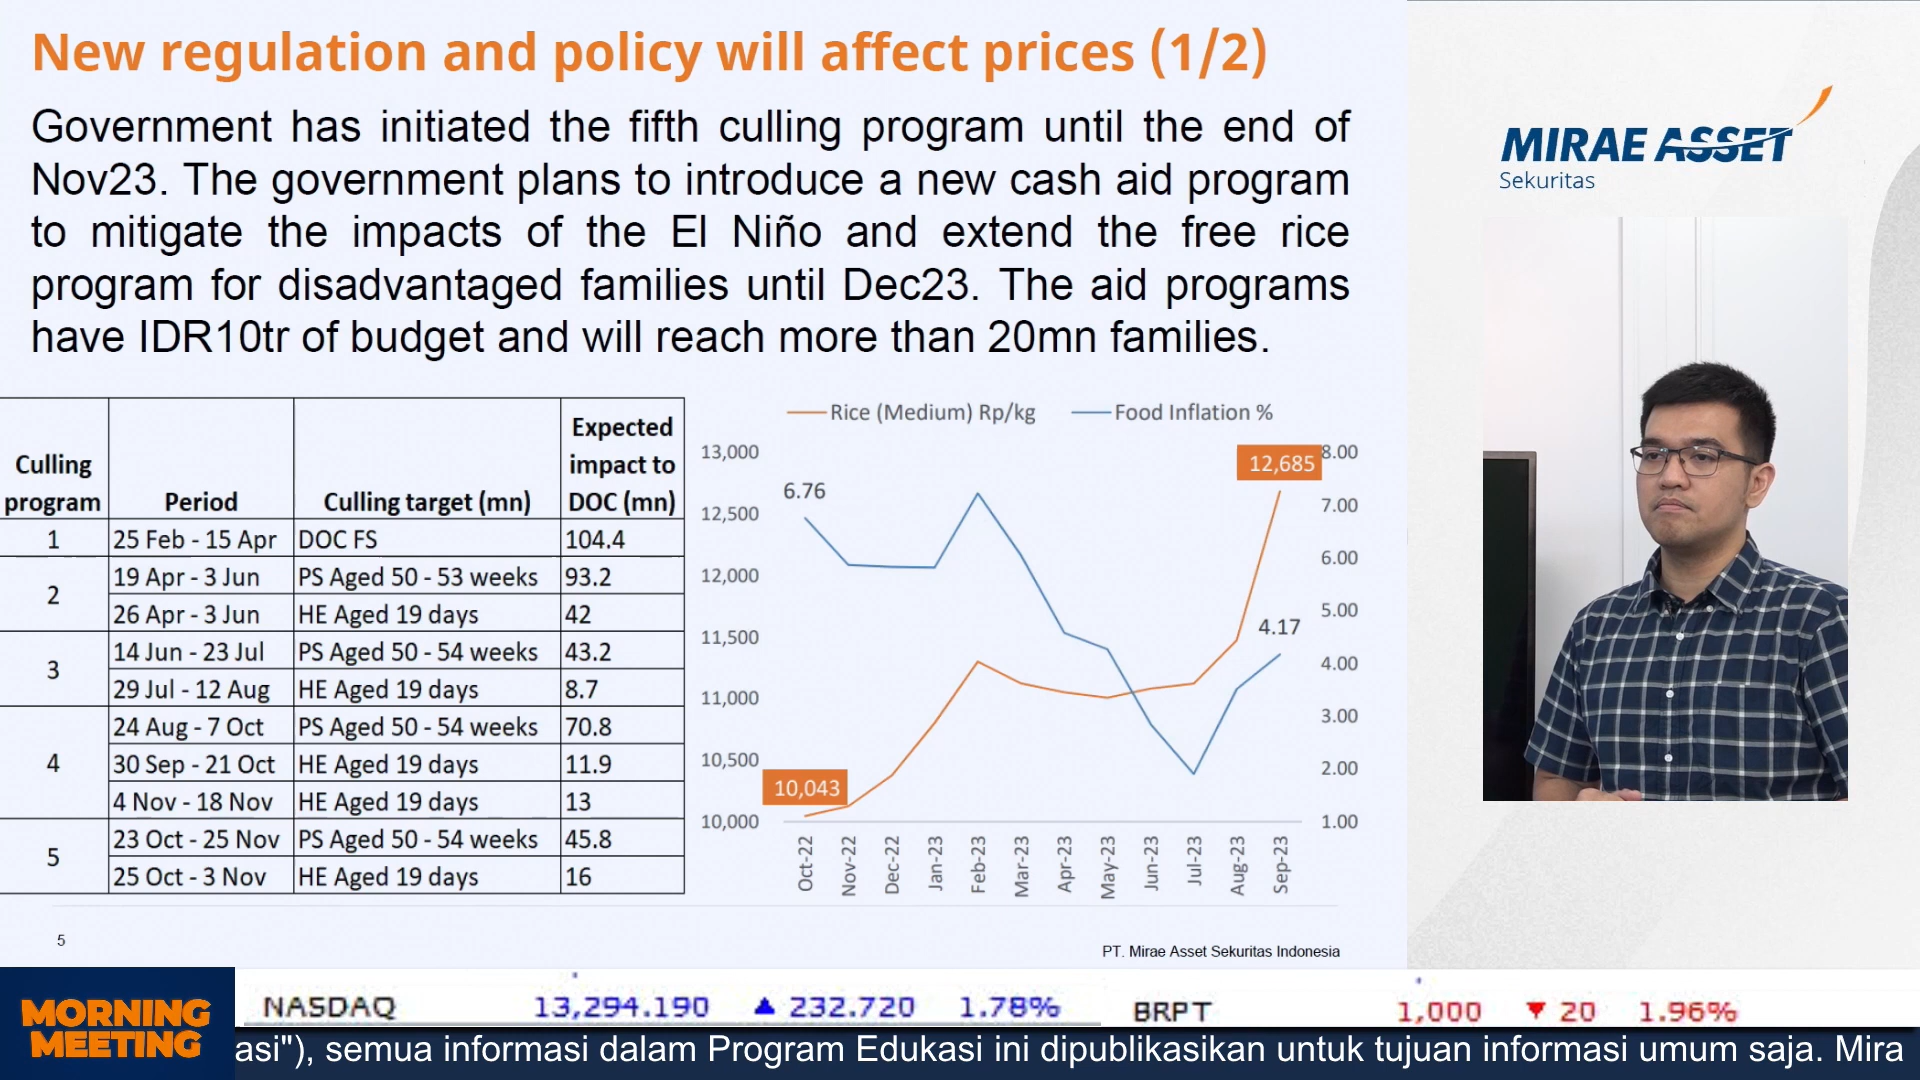 New regulation and policy will affect prices (1/2)
Government has initiated the fifth culling program until the end of
Nov23. The government plans to introduce a new cash aid program
to mitigate the impacts of the El Niño and extend the free rice
program for disadvantaged families until Dec23. The aid programs
have IDR10tr of budget and will reach more than 20mn families.
Culling program Period Culling target (mn) Expected impact to DOC (mn)
1 25 Feb - 15 Apr DOC FS 104.4
2 19 Apr - 3 Jun PS Aged 50 - 53 weeks 93.2
26 Apr - 3 Jun HE Aged 19 days 42
3 14 Jun - 23 Jul PS Aged 50 - 54 weeks 43.2
29 Jul - 12 Aug HE Aged 19 days 8.7
4 24 Aug - 7 Oct PS Aged 50 - 54 weeks 70.8
30 Sep - 21 Oct HE Aged 19 days 11.9
4 Nov - 18 Nov HE Aged 19 days 13
5 23 Oct - 25 Nov PS Aged 50 - 54 weeks 45.8
25 Oct - 3 Nov HE Aged 19 days 16
Rice (Medium) Rp/kg Food Inflation %
13,000
12,500
12,000
11,500
11,000
10,500
10,000
6.76
10,043
12,685
4.17
8.00
7.00
6.00
5.00
4.00
3.00
2.00
1.00
Oct-22 Nov-22 Dec-22 Jan-23 Feb-23 Mar-23 Apr-23 May-23 Jun-23 Jul-23 Aug-23 Sep-23
5
PT. Mirae Asset Sekuritas Indonesia
MIRAE ASSET
Sekuritas
MORNING
MEETING
NASDAQ 13,294.190 ▲ 232.720 1.78% BRPT 1,000 ▼ 20 1.96%
asi"), semua informasi dalam Program Edukasi ini dipublikasikan untuk tujuan informasi umum saja. Mira